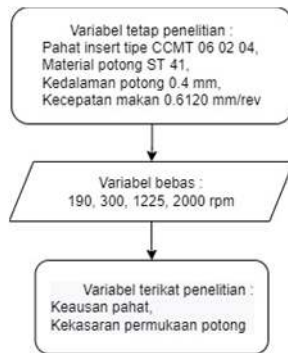 Variabel tetap penelitian :
Pahat insert tipe CCMT 06 02 04,
Material potong ST 41,
Kedalaman potong 0.4 mm,
Kecepatan makan 0.6120 mm/rev
Variabel bebas :
190, 300, 1225, 2000 rpm
Variabel terikat penelitian :
Keausan pahat,
Kekasaran permukaan potong